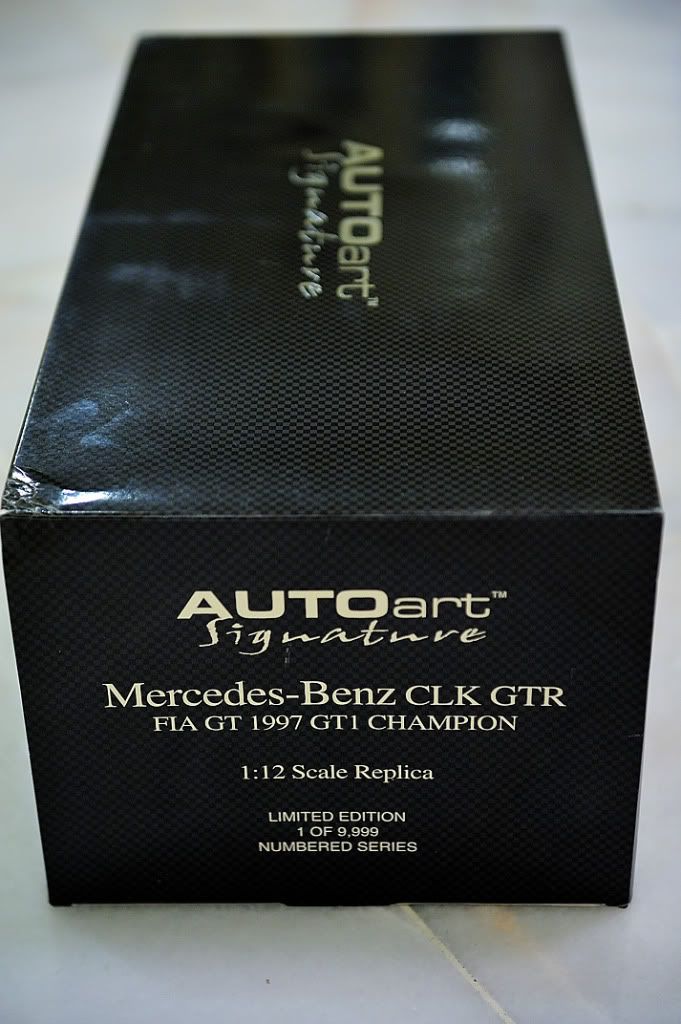 AUTOart™
Signature
AUTOart™
Signature
Mercedes-Benz CLK GTR
FIA GT 1997 GT1 CHAMPION
1:12 Scale Replica
LIMITED EDITION
1 OF 9,999
NUMBERED SERIES